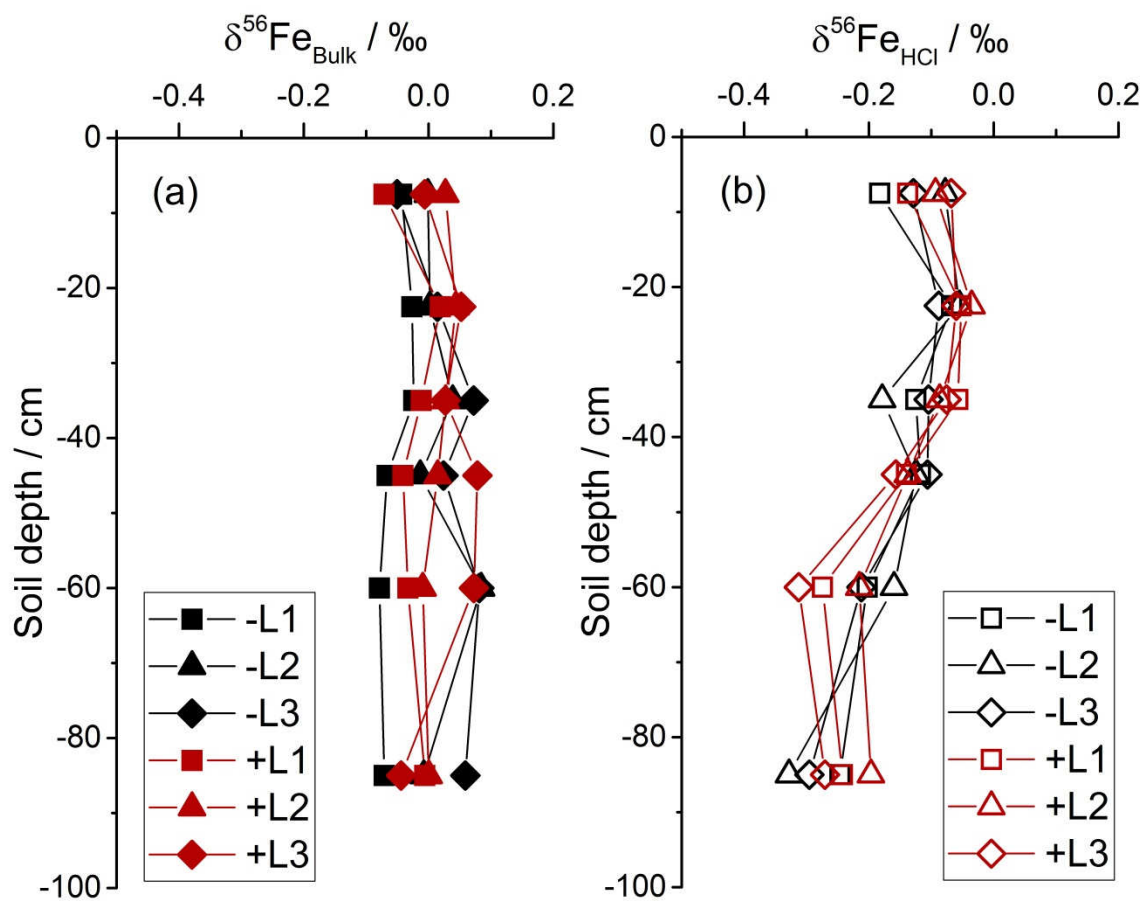 δ⁵⁶Fe_Bulk / ‰
-0.4 -0.2 0.0 0.2
0
-20
-40
-60
-80
-100
Soil depth / cm
(a)
-L1
-L2
-L3
+L1
+L2
+L3
δ⁵⁶Fe_HCl / ‰
-0.4 -0.2 0.0 0.2
0
-20
-40
-60
-80
-100
Soil depth / cm
(b)
-L1
-L2
-L3
+L1
+L2
+L3